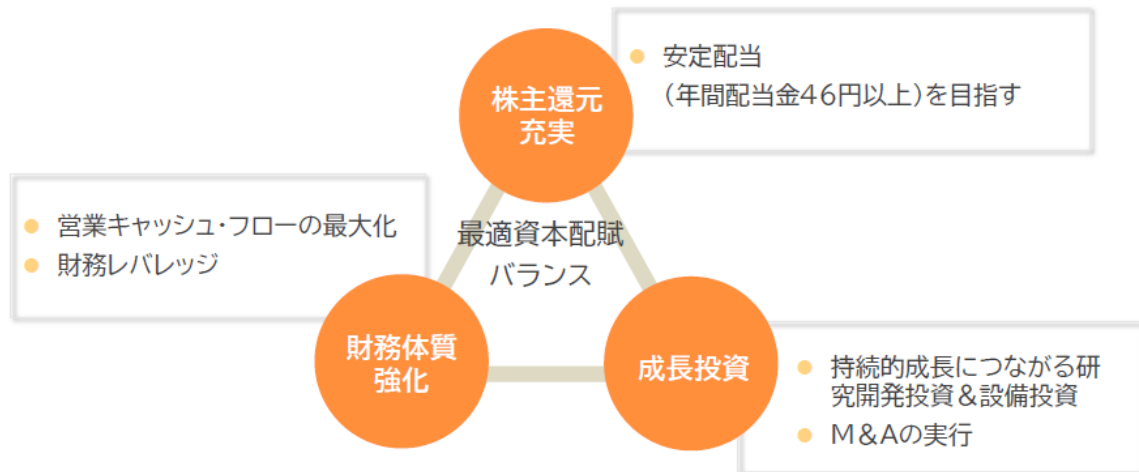 株主還元
充実
安定配当
（年間配当金46円以上）を目指す
営業キャッシュ・フローの最大化
財務レバレッジ
最適資本配賦
バランス
財務体質
強化
成長投資
持続的成長につながる研
究開発投資＆設備投資
M&Aの実行